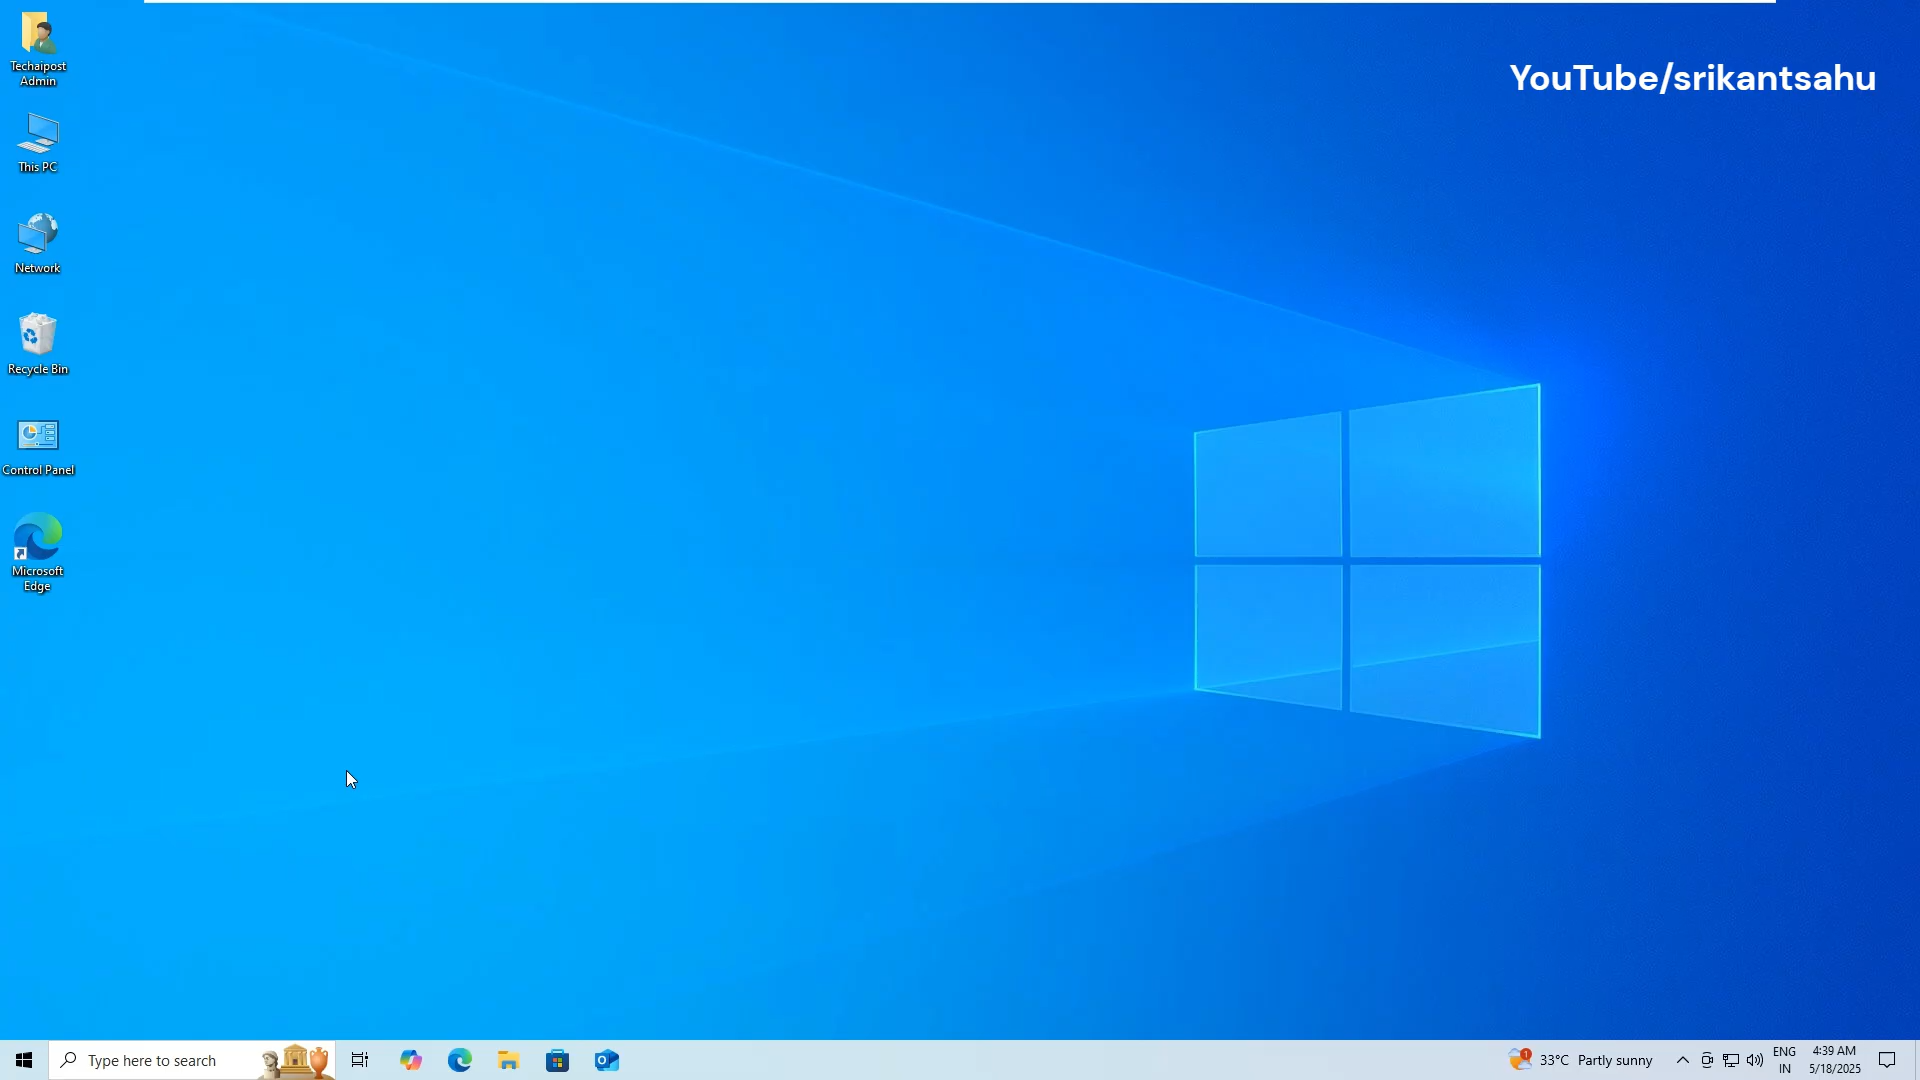 YouTube/srikantsahu
Techaipost
Admin
This PC
Network
Recycle Bin
Control Panel
Microsoft
Edge
Type here to search
1
33°C Partly sunny
ENG
IN
4:39 AM
5/18/2025